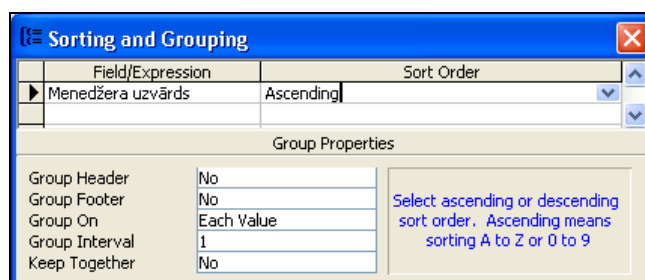 Sorting and Grouping
Field/Expression Sort Order
Menedžera uzvārds Ascending
Group Properties
Group Header No
Group Footer No
Group On Each Value
Group Interval 1
Keep Together No
Select ascending or descending
sort order. Ascending means
sorting A to Z or 0 to 9